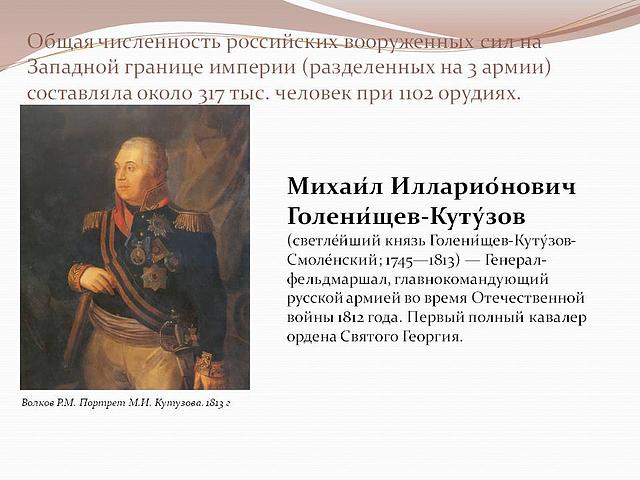 Общая численность российских вооруженных сил на
Западной границе империи (разделенных на 3 армии)
составляла около 317 тыс. человек при 1102 орудиях.
Михаи́л Илларио́нович
Голени́щев-Куту́зов
(светле́йший князь Голени́щев-Куту́зов-
Смоле́нский; 1745—1813) — Генерал-
фельдмаршал, главнокомандующий
русской армией во время Отечественной
войны 1812 года. Первый полный кавалер
ордена Святого Георгия.
Волков Р.М. Портрет М.И. Кутузова. 1813 г